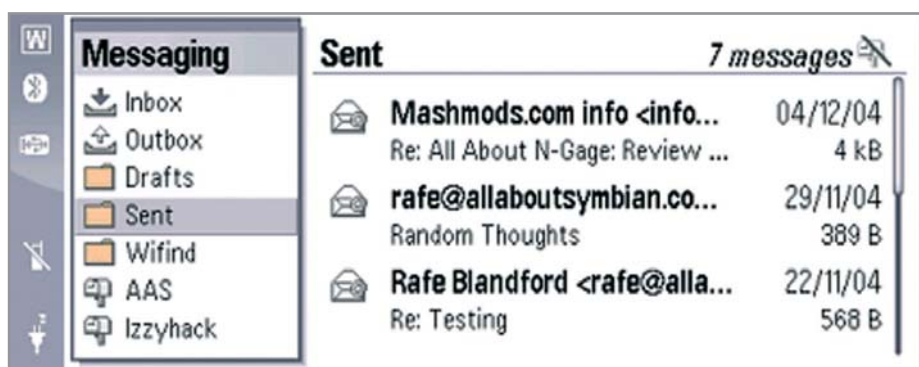 W
Messaging
Inbox
Outbox
Drafts
Sent
Wifind
AAS
Izzyhack
Sent
7 messages
Mashmods.com info <info...
04/12/04
Re: All About N-Gage: Review ...
4 kB
rafe@allaboutsymbian.co...
29/11/04
Random Thoughts
389 B
Rafe Blandford <rafe@alla...
22/11/04
Re: Testing
568 B